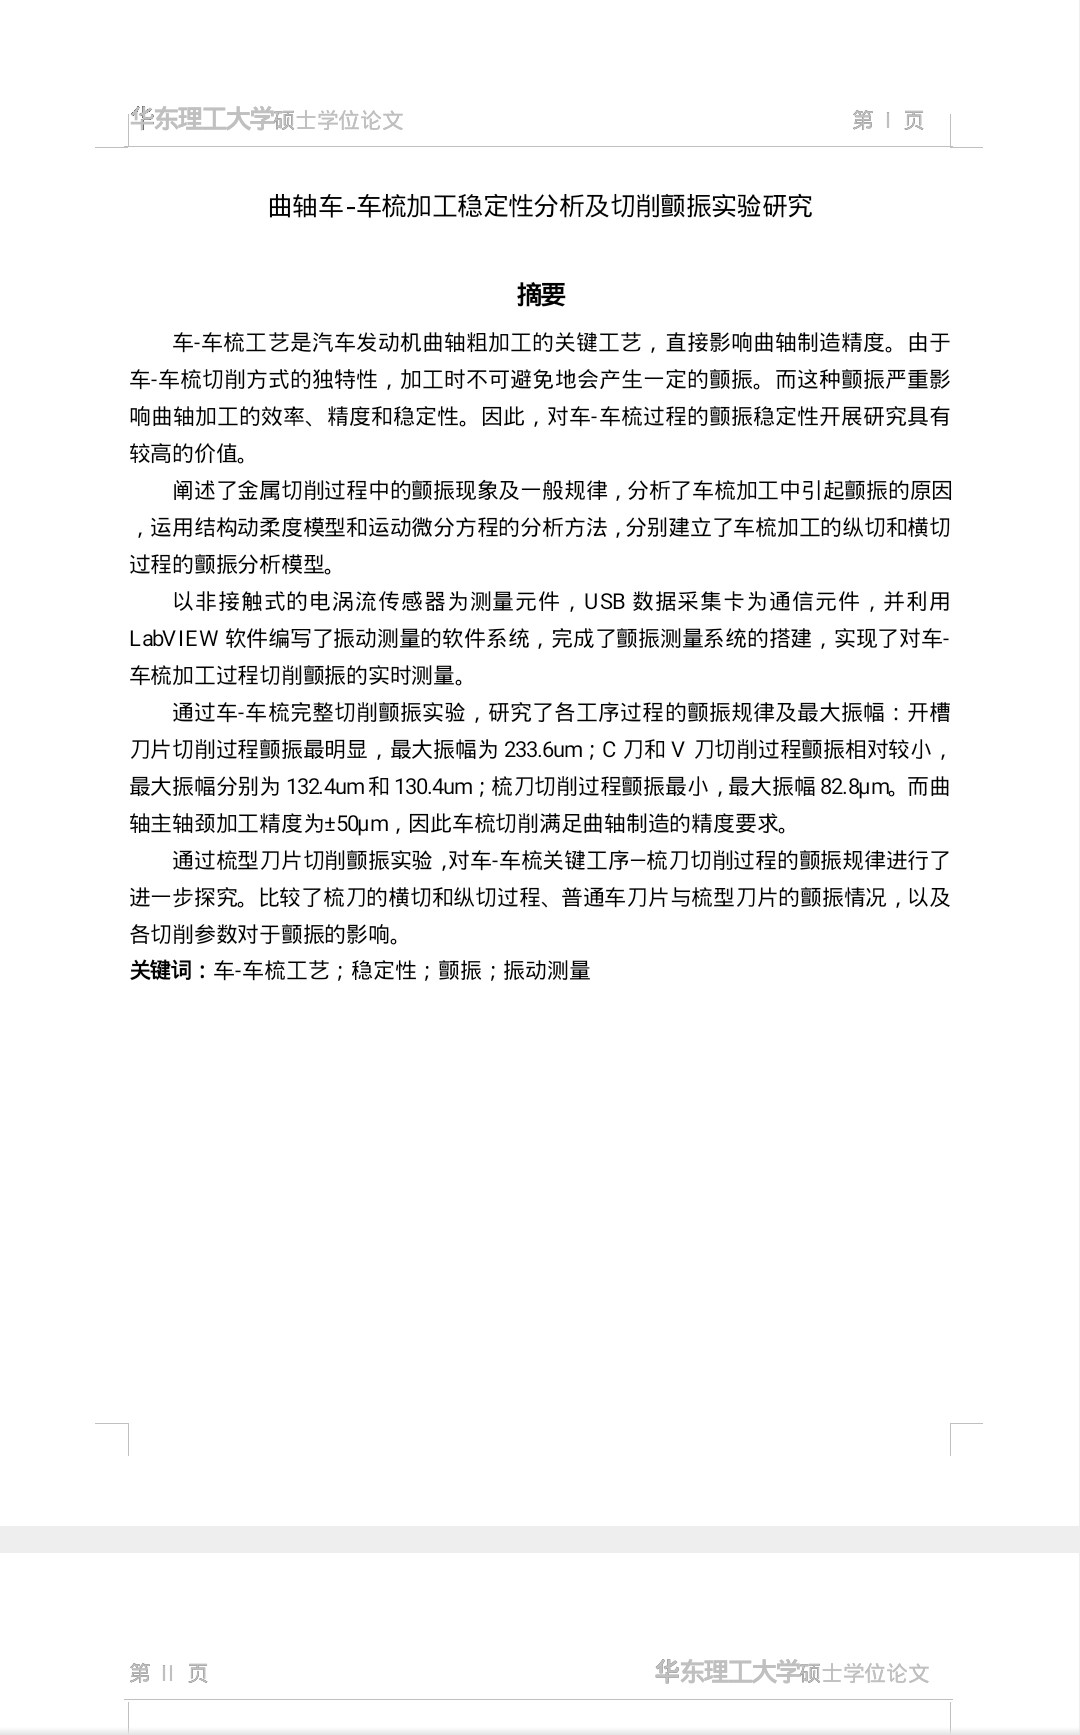 华东理工大学硕士学位论文 第 I 页
曲轴车-车梳加工稳定性分析及切削颤振实验研究
摘要
车-车梳工艺是汽车发动机曲轴粗加工的关键工艺，直接影响曲轴制造精度。由于
车-车梳切削方式的独特性，加工时不可避免地会产生一定的颤振。而这种颤振严重影
响曲轴加工的效率、精度和稳定性。因此，对车-车梳过程的颤振稳定性开展研究具有
较高的价值。
阐述了金属切削过程中的颤振现象及一般规律，分析了车梳加工中引起颤振的原因
，运用结构动柔度模型和运动微分方程的分析方法，分别建立了车梳加工的纵切和横切
过程的颤振分析模型。
以非接触式的电涡流传感器为测量元件，USB 数据采集卡为通信元件，并利用
LabVIEW 软件编写了振动测量的软件系统，完成了颤振测量系统的搭建，实现了对车-
车梳加工过程切削颤振的实时测量。
通过车-车梳完整切削颤振实验，研究了各工序过程的颤振规律及最大振幅：开槽
刀片切削过程颤振最明显，最大振幅为 233.6um；C 刀和 V 刀切削过程颤振相对较小，
最大振幅分别为 132.4um 和 130.4um；梳刀切削过程颤振最小，最大振幅 82.8μm。而曲
轴主轴颈加工精度为±50μm，因此车梳切削满足曲轴制造的精度要求。
通过梳型刀片切削颤振实验，对车-车梳关键工序—梳刀切削过程的颤振规律进行了
进一步探究。比较了梳刀的横切和纵切过程、普通车刀片与梳型刀片的颤振情况，以及
各切削参数对于颤振的影响。
关键词：车-车梳工艺；稳定性；颤振；振动测量
第 II 页 华东理工大学硕士学位论文